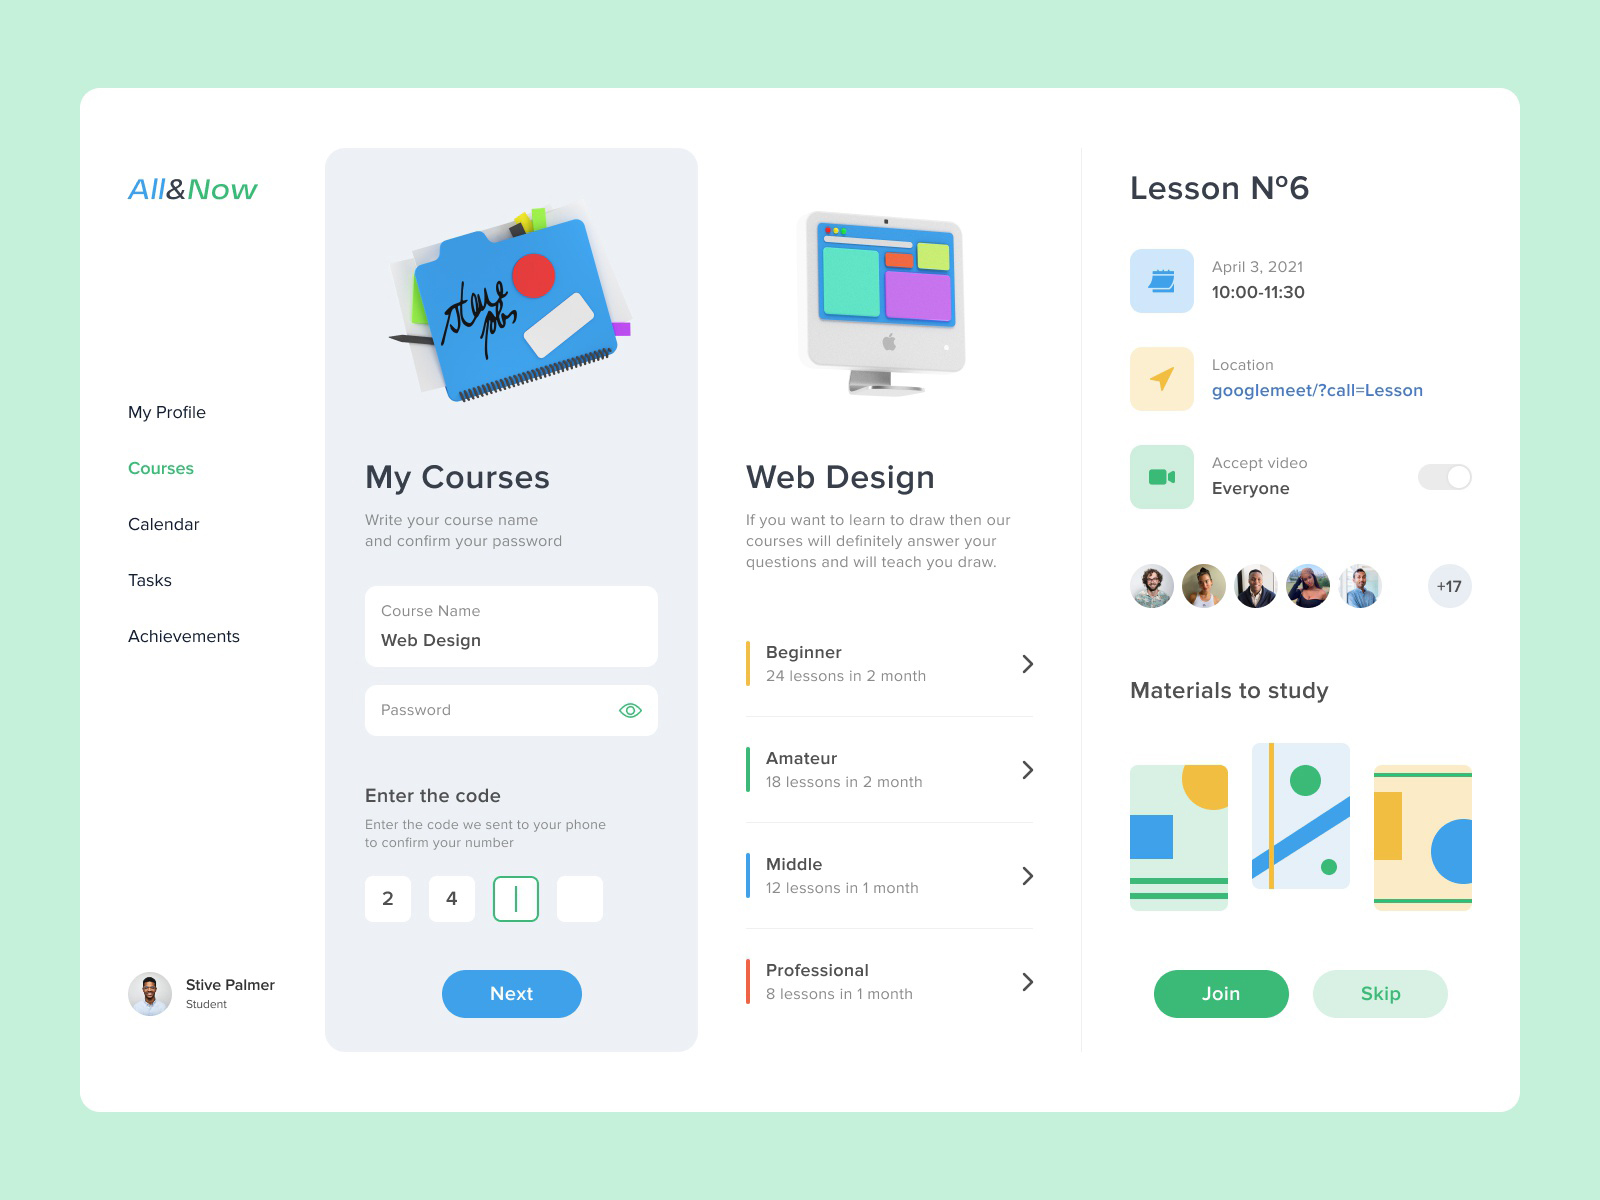 All&Now
My Profile
Courses
Calendar
Tasks
Achievements
Stive Palmer
Student
steve
jobs
My Courses
Write your course name
and confirm your password
Course Name
Web Design
Password
Enter the code
Enter the code we sent to your phone
to confirm your number
2 4
Next
Web Design
If you want to learn to draw then our
courses will definitely answer your
questions and will teach you draw.
Beginner
24 lessons in 2 month
Amateur
18 lessons in 2 month
Middle
12 lessons in 1 month
Professional
8 lessons in 1 month
Lesson Nº6
April 3, 2021
10:00-11:30
Location
googlemeet/?call=Lesson
Accept video
Everyone
+17
Materials to study
Join
Skip